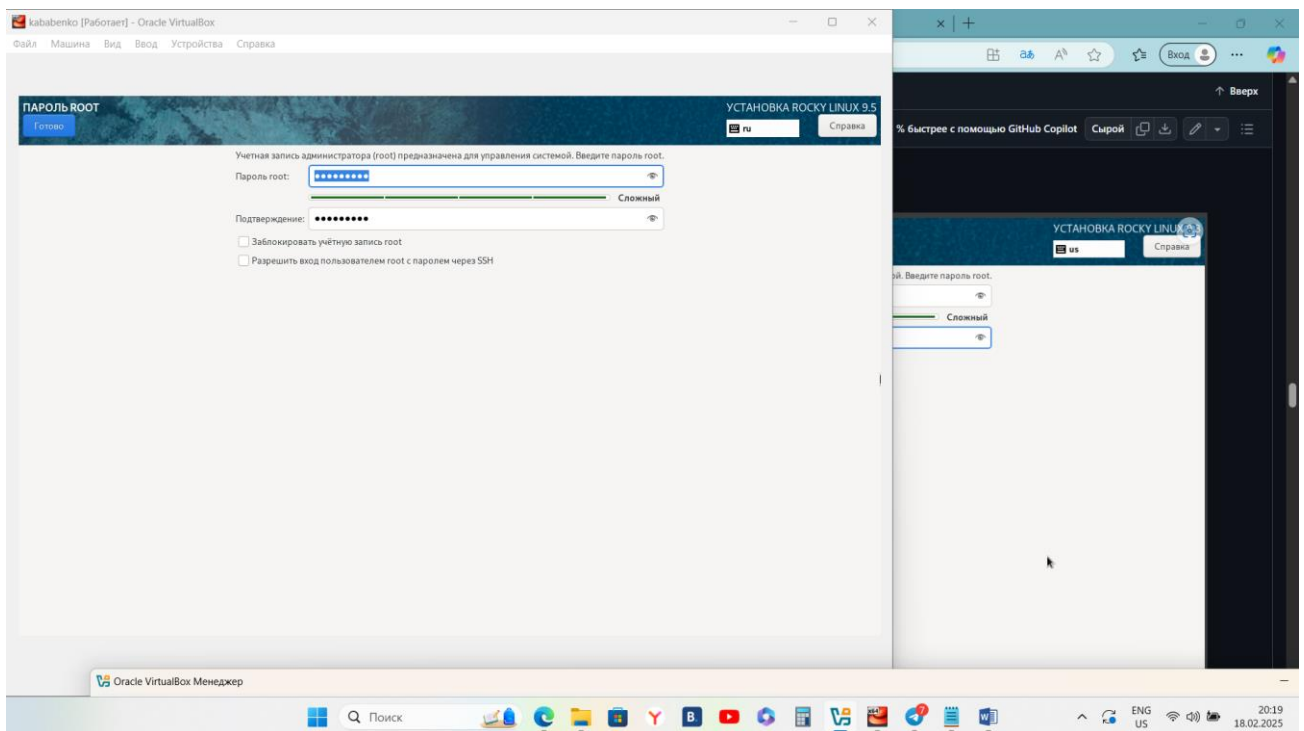 kababenko [Работает] - Oracle VirtualBox
Файл Машина Вид Ввод Устройства Справка
ПАРОЛЬ ROOT
Готово
УСТАНОВКА ROCKY LINUX 9.5
ru
Справка
Учетная запись администратора (root) предназначена для управления системой. Введите пароль root.
Пароль root:
Сложный
Подтверждение:
Заблокировать учётную запись root
Разрешить вход пользователем root с паролем через SSH
Вход
Вверх
% быстрее с помощью GitHub Copilot Сырой
УСТАНОВКА ROCKY LINUX
us
Справка
ой. Введите пароль root.
Сложный
Oracle VirtualBox Менеджер
Поиск
ENG
US
20:19
18.02.2025